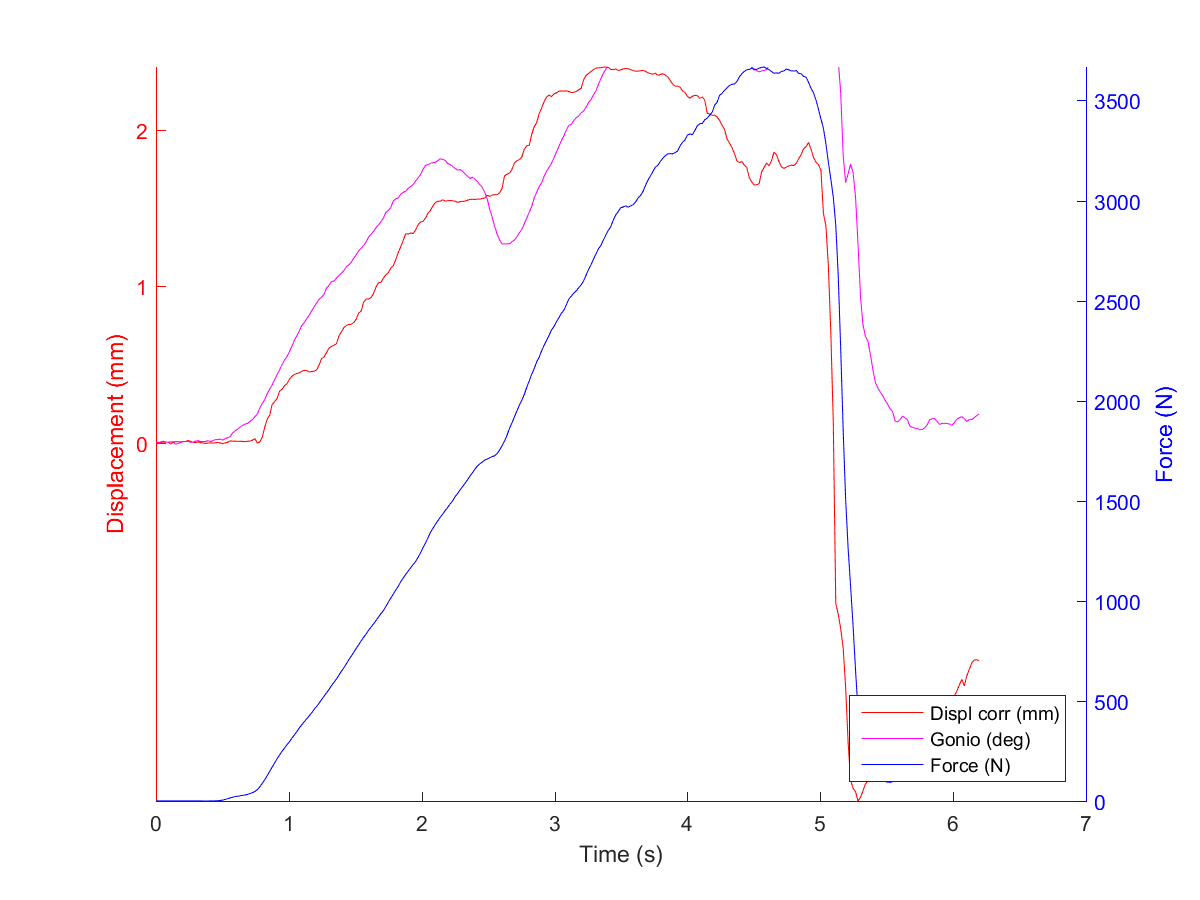 2
1
0
Displacement (mm)
3500
3000
2500
2000
1500
1000
500
0
Force (N)
Displ corr (mm)
Gonio (deg)
Force (N)
0 1 2 3 4 5 6 7
Time (s)